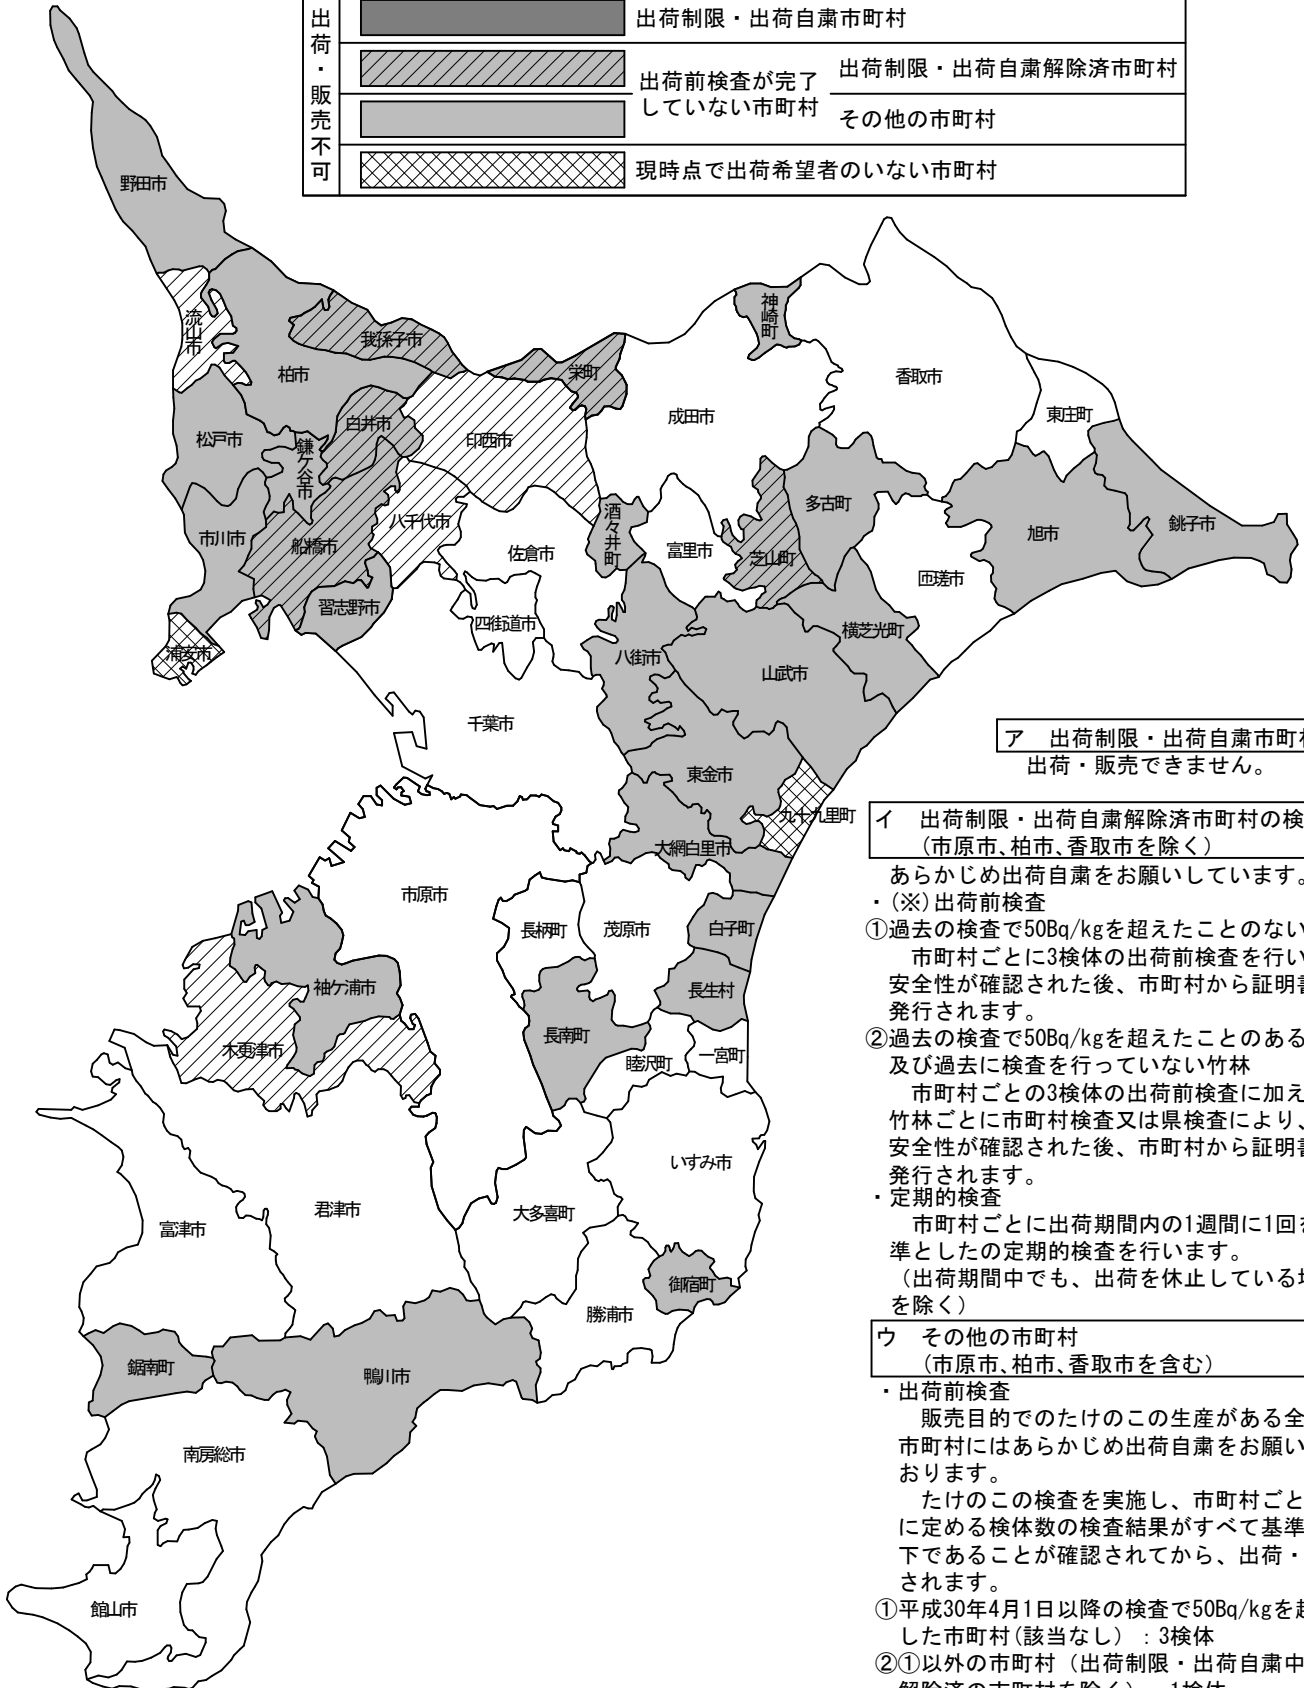 出荷・販売不可
出荷制限・出荷自粛市町村
出荷前検査が完了
していない市町村
出荷制限・出荷自粛解除済市町村
その他の市町村
現時点で出荷希望者のいない市町村
野田市
流山市
我孫子市
柏市
栄町
神崎町
香取市
成田市
東庄町
松戸市
鎌ケ谷市
白井市
印西市
市川市
船橋市
八千代市
佐倉市
酒々井町
富里市
芝山町
多古町
旭市
銚子市
匝瑳市
習志野市
四街道市
浦安市
八街市
横芝光町
山武市
千葉市
東金市
九十九里町
大網白里市
市原市
長柄町
茂原市
白子町
袖ケ浦市
長生村
長南町
木更津市
睦沢町
一宮町
いすみ市
君津市
富津市
大多喜町
御宿町
勝浦市
鋸南町
鴨川市
南房総市
館山市
ア　出荷制限・出荷自粛市町村
出荷・販売できません。
イ　出荷制限・出荷自粛解除済市町村の検
（市原市、柏市、香取市を除く）
あらかじめ出荷自粛をお願いしています。
・（※）出荷前検査
①過去の検査で50Bq/kgを超えたことのない
市町村ごとに3検体の出荷前検査を行い
安全性が確認された後、市町村から証明書
発行されます。
②過去の検査で50Bq/kgを超えたことのある
及び過去に検査を行っていない竹林
市町村ごとの3検体の出荷前検査に加え
竹林ごとに市町村検査又は県検査により、
安全性が確認された後、市町村から証明書
発行されます。
・定期的検査
市町村ごとに出荷期間内の1週間に1回を
準としたの定期的検査を行います。
（出荷期間中でも、出荷を休止している場
を除く）
ウ　その他の市町村
（市原市、柏市、香取市を含む）
・出荷前検査
販売目的でのたけのこの生産がある全
市町村にはあらかじめ出荷自粛をお願い
おります。
たけのこの検査を実施し、市町村ごと
に定める検体数の検査結果がすべて基準
下であることが確認されてから、出荷・
されます。
①平成30年4月1日以降の検査で50Bq/kgを超
した市町村（該当なし）：3検体
②①以外の市町村（出荷制限・出荷自粛中
解除済の市町村を除く）：1検体